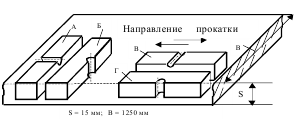 А
Б
Направление прокатки
В
В
Г
S
S = 15 мм; В = 1250 мм